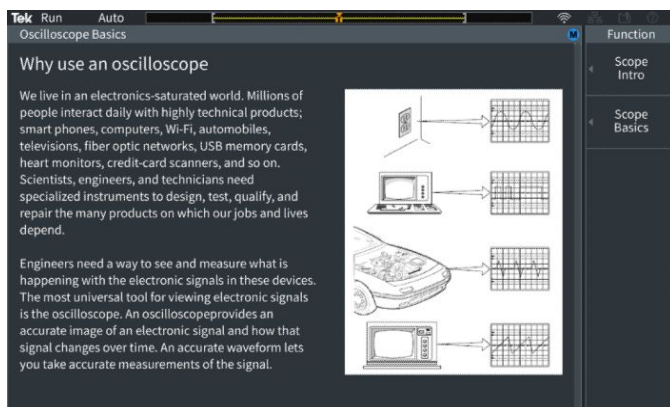 Tek Run Auto
Oscilloscope Basics
M
Function
Why use an oscilloscope
We live in an electronics-saturated world. Millions of
people interact daily with highly technical products;
smart phones, computers, Wi-Fi, automobiles,
televisions, fiber optic networks, USB memory cards,
heart monitors, credit-card scanners, and so on.
Scientists, engineers, and technicians need
specialized instruments to design, test, qualify, and
repair the many products on which our jobs and lives
depend.
Engineers need a way to see and measure what is
happening with the electronic signals in these devices.
The most universal tool for viewing electronic signals
is the oscilloscope. An oscilloscopeprovides an
accurate image of an electronic signal and how that
signal changes over time. An accurate waveform lets
you take accurate measurements of the signal.
Scope
Intro
Scope
Basics